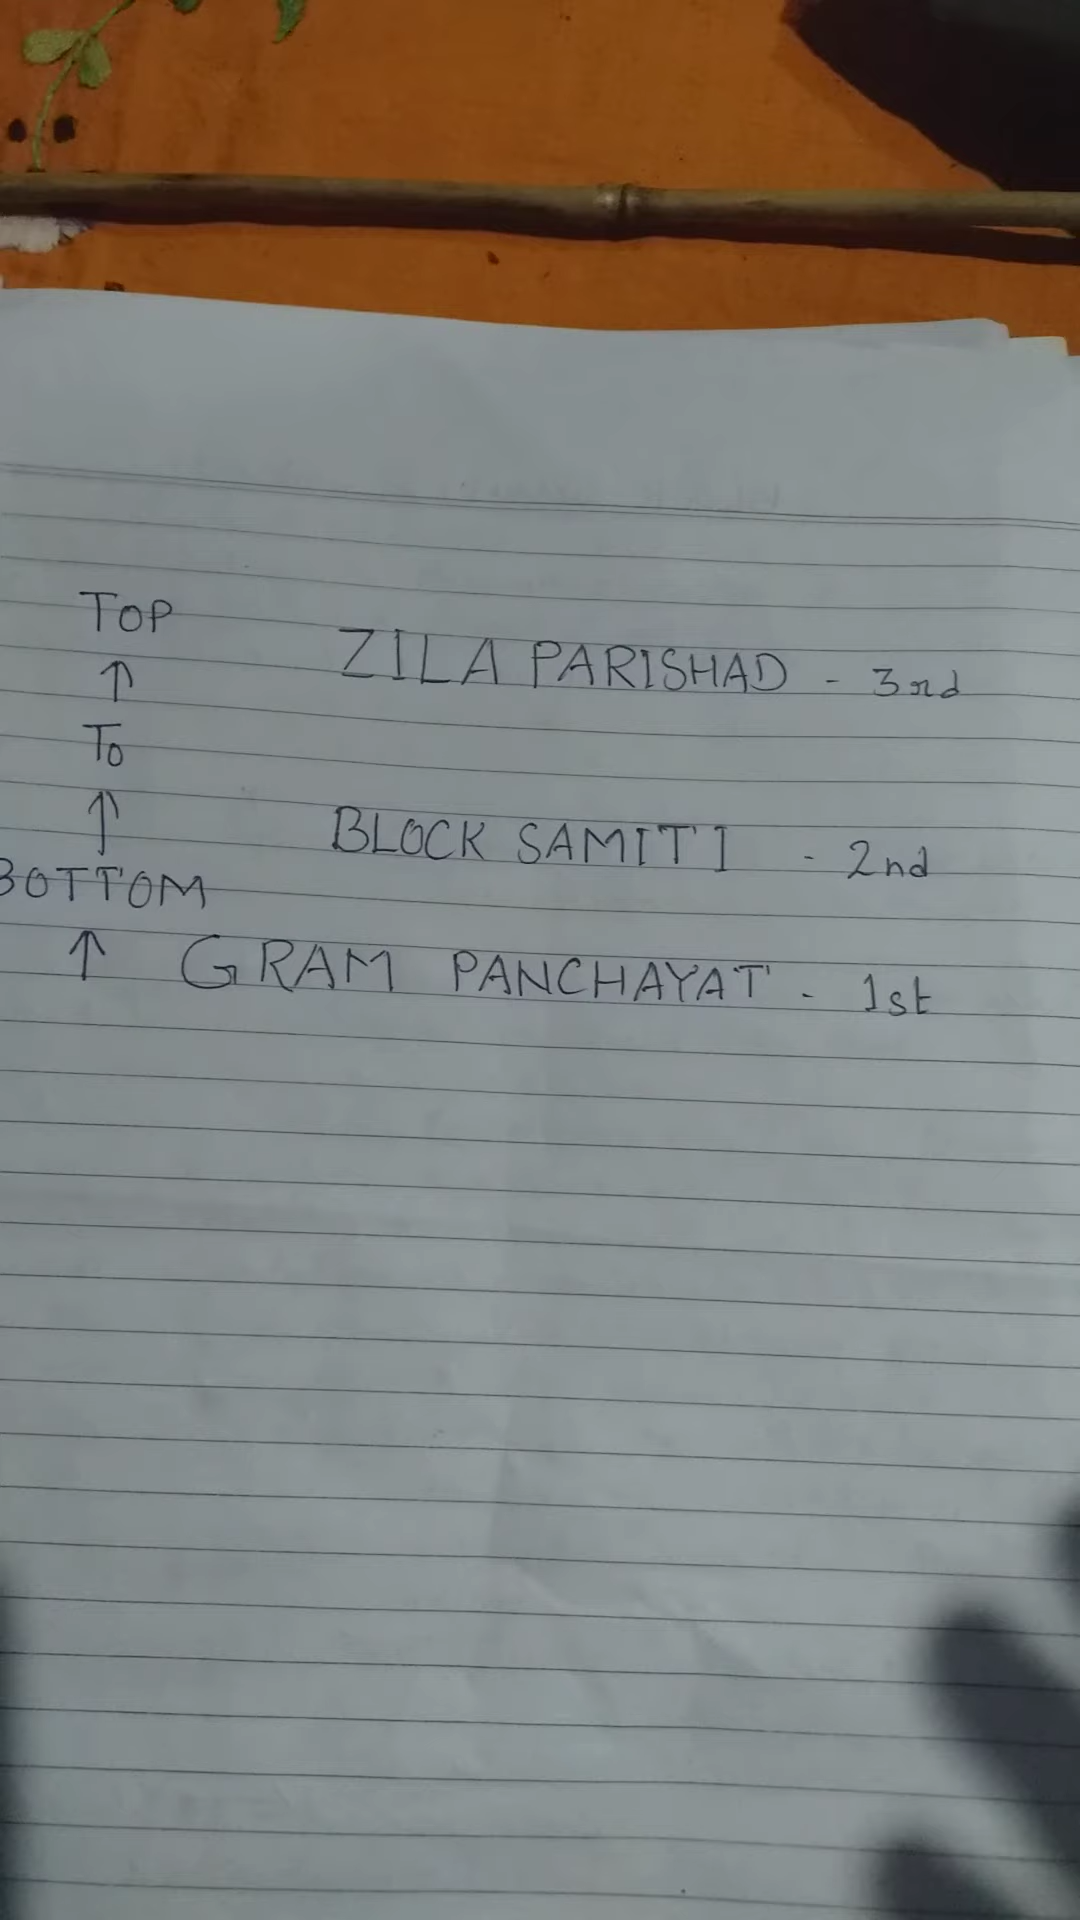 TOP
↑ ZILA PARISHAD - 3rd
To
↑ BLOCK SAMITI - 2nd
BOTTOM
↑ GRAM PANCHAYAT - 1st